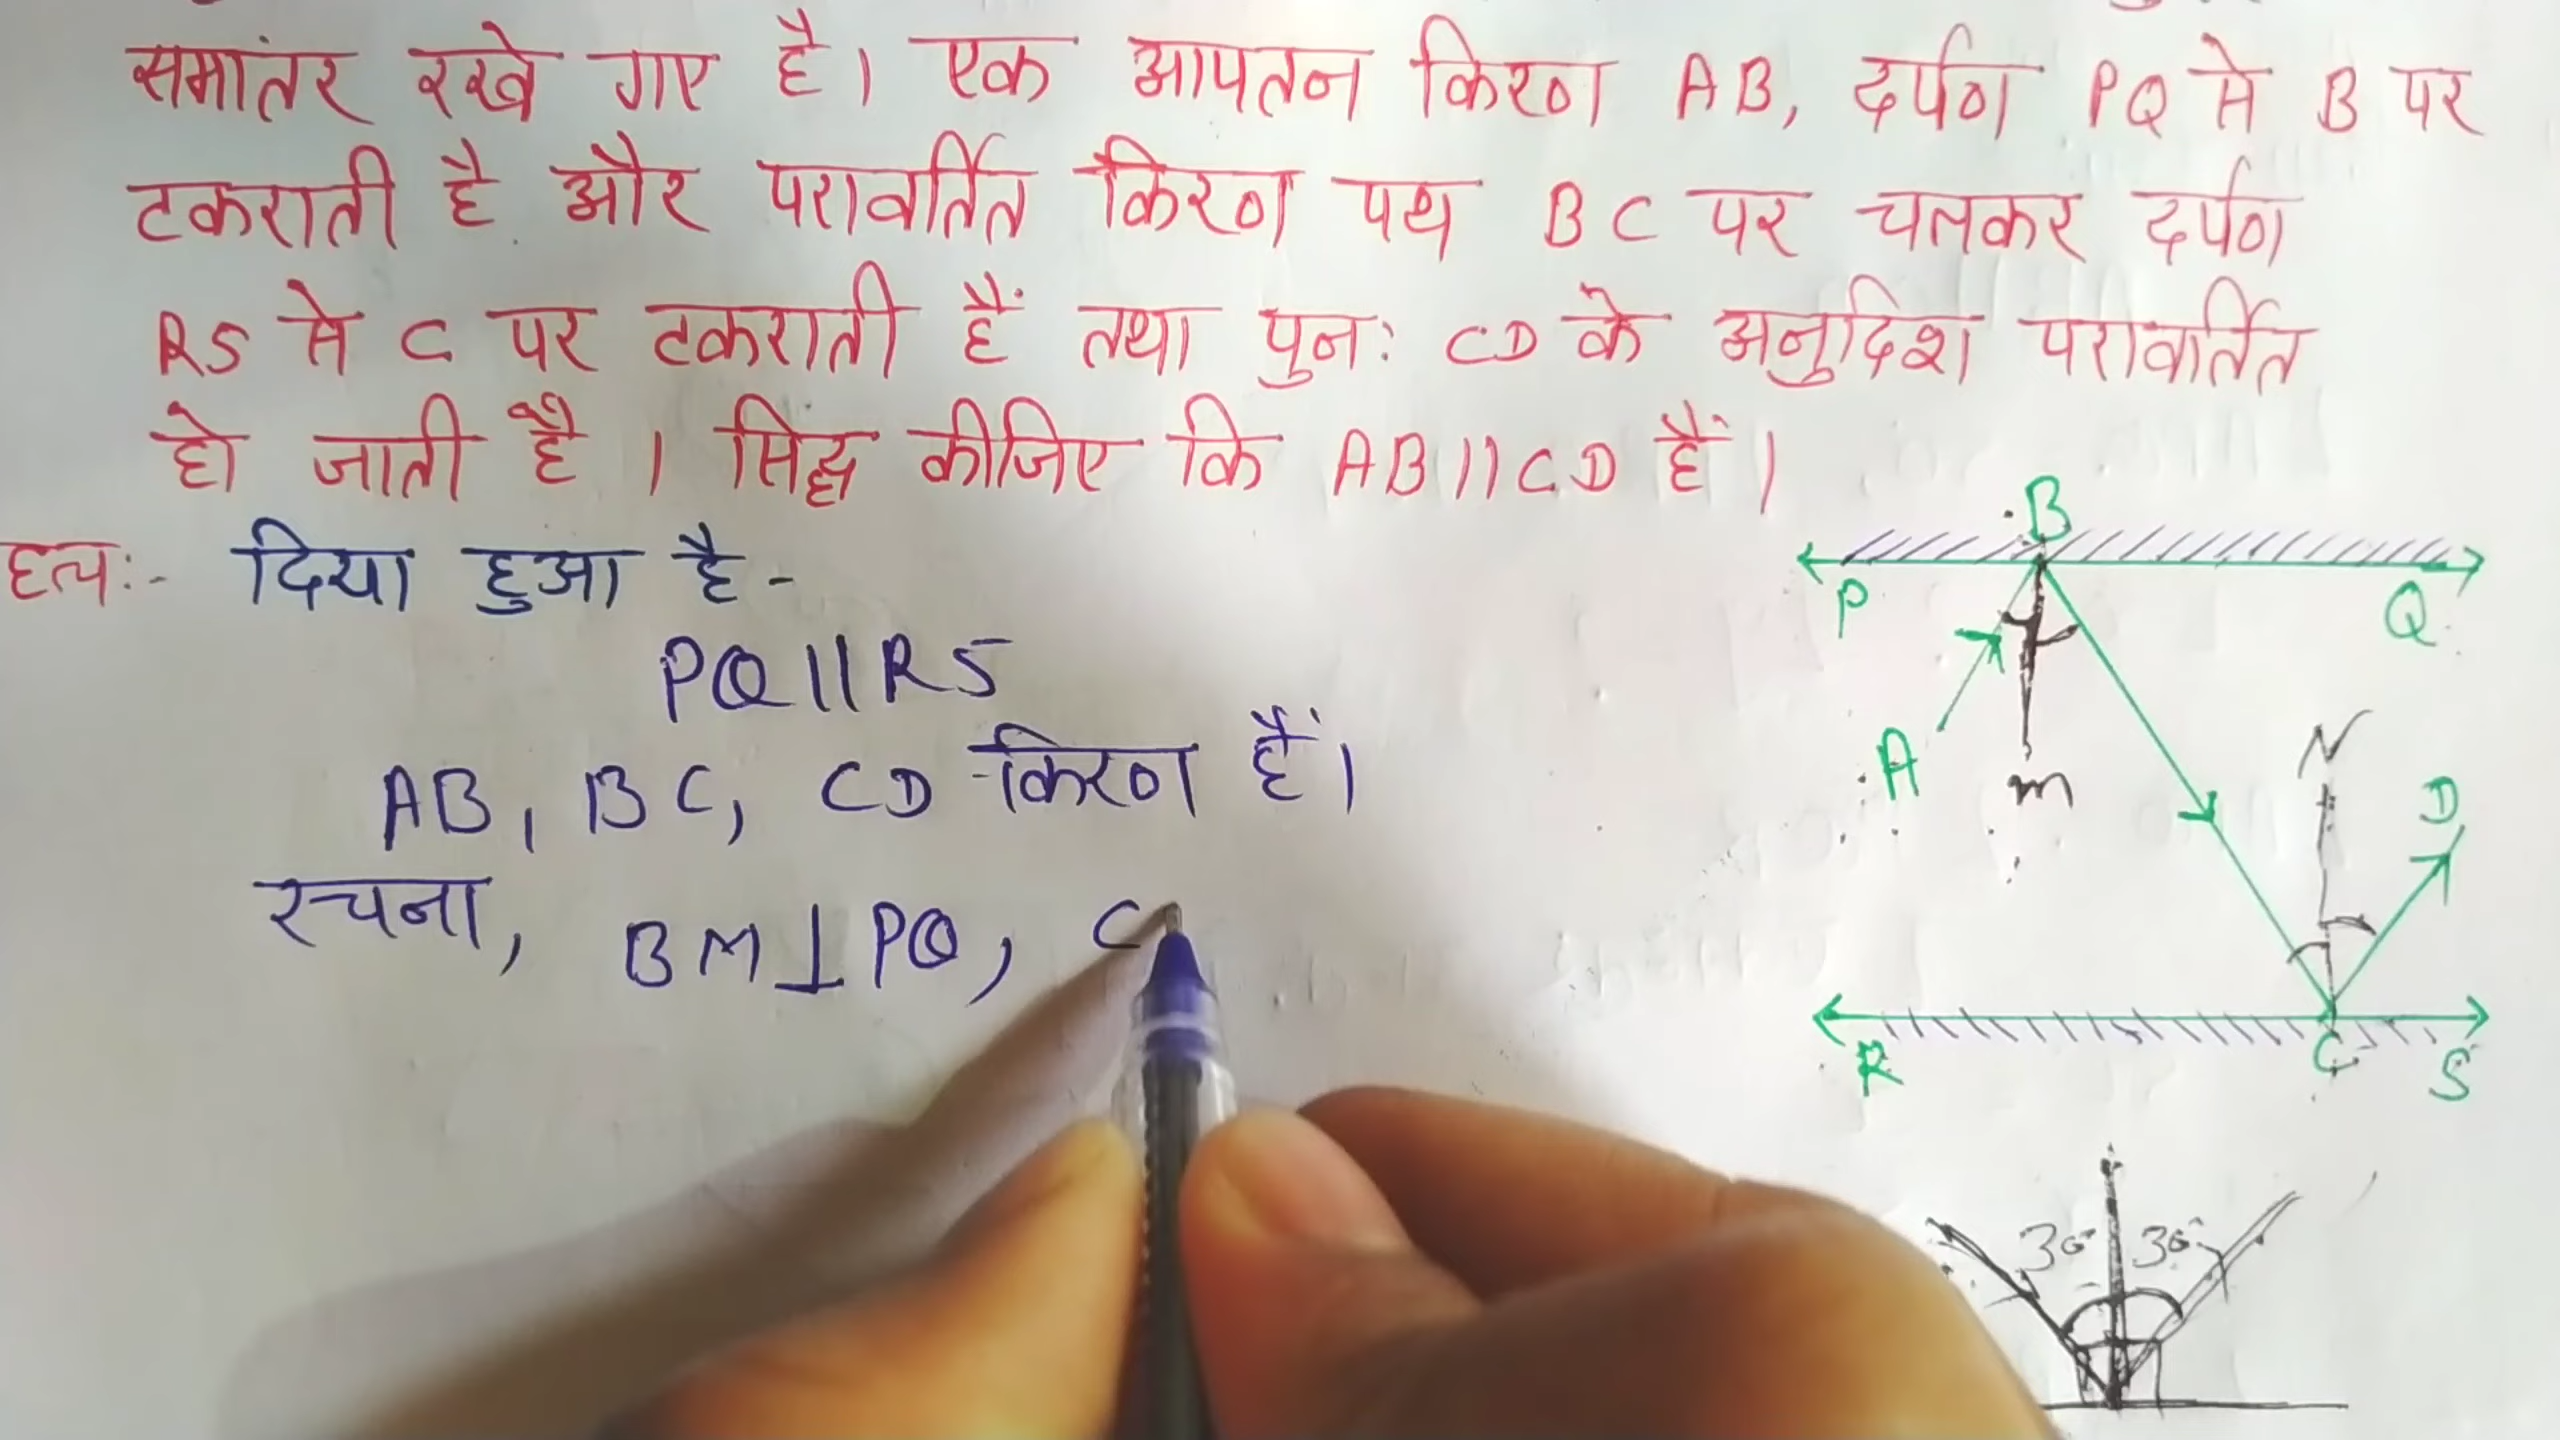 समांतर रखे गए है। एक आपतन किरण AB, दर्पण PQ से B पर
टकराती है और परावर्तित किरण पथ BC पर चलकर दर्पण
RS से C पर टकराती हैं तथा पुनः CD के अनुदिश परावर्तित
हो जाती है । सिद्ध कीजिए कि AB||CD हैं।
हल:- दिया हुआ है -
PQ||RS
AB, BC, CD किरण हैं।
रचना, BM⊥PQ, C
B
P
Q
A
m
N
D
R
C
S
30° 30°